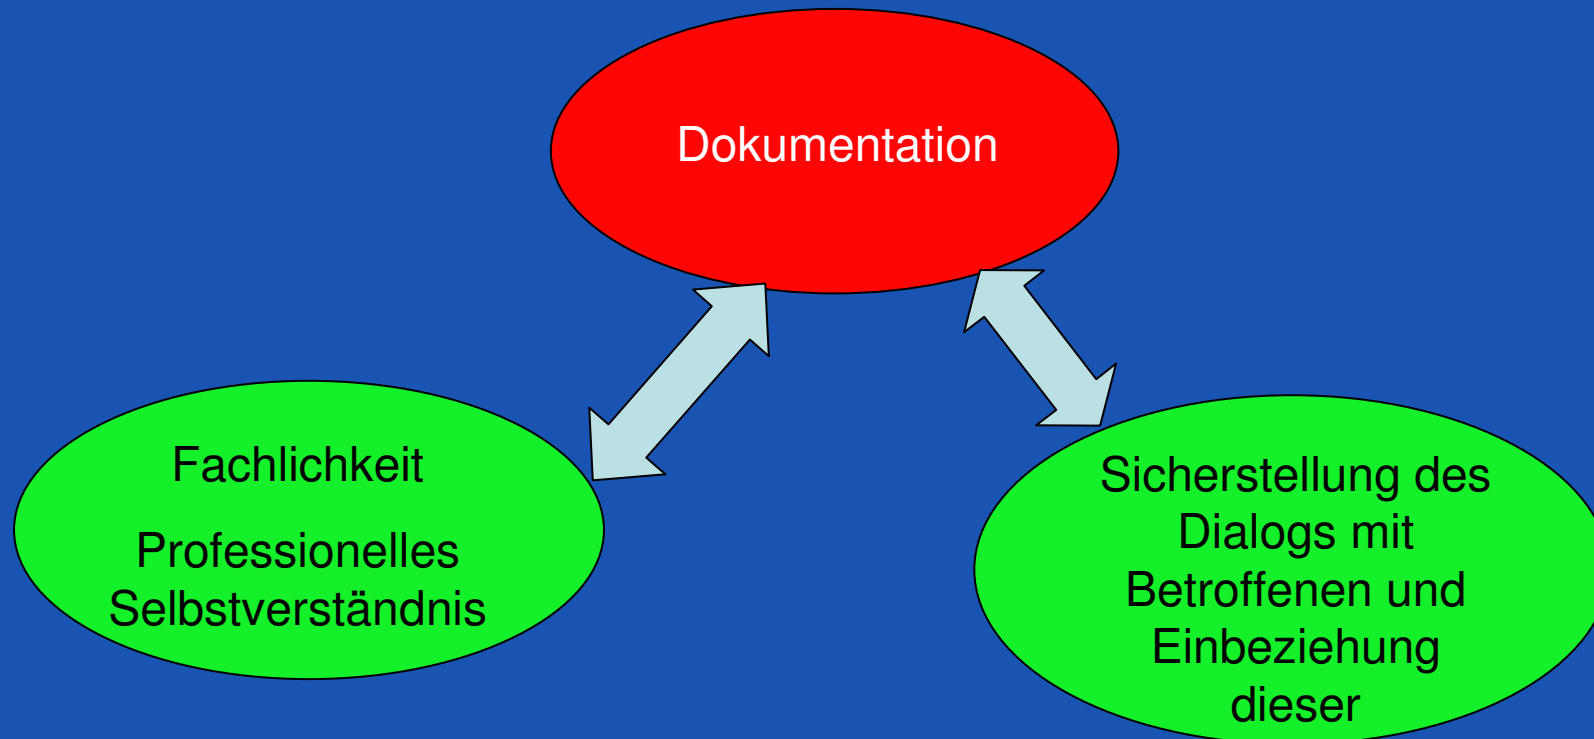 Dokumentation
Fachlichkeit
Professionelles
Selbstverständnis
Sicherstellung des
Dialogs mit
Betroffenen und
Einbeziehung
dieser